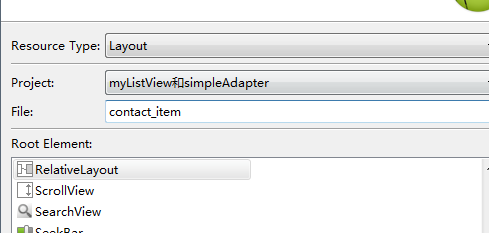 Resource Type: Layout
Project: myListView和simpleAdapter
File: contact_item
Root Element:
RelativeLayout
ScrollView
SearchView
SeekBar